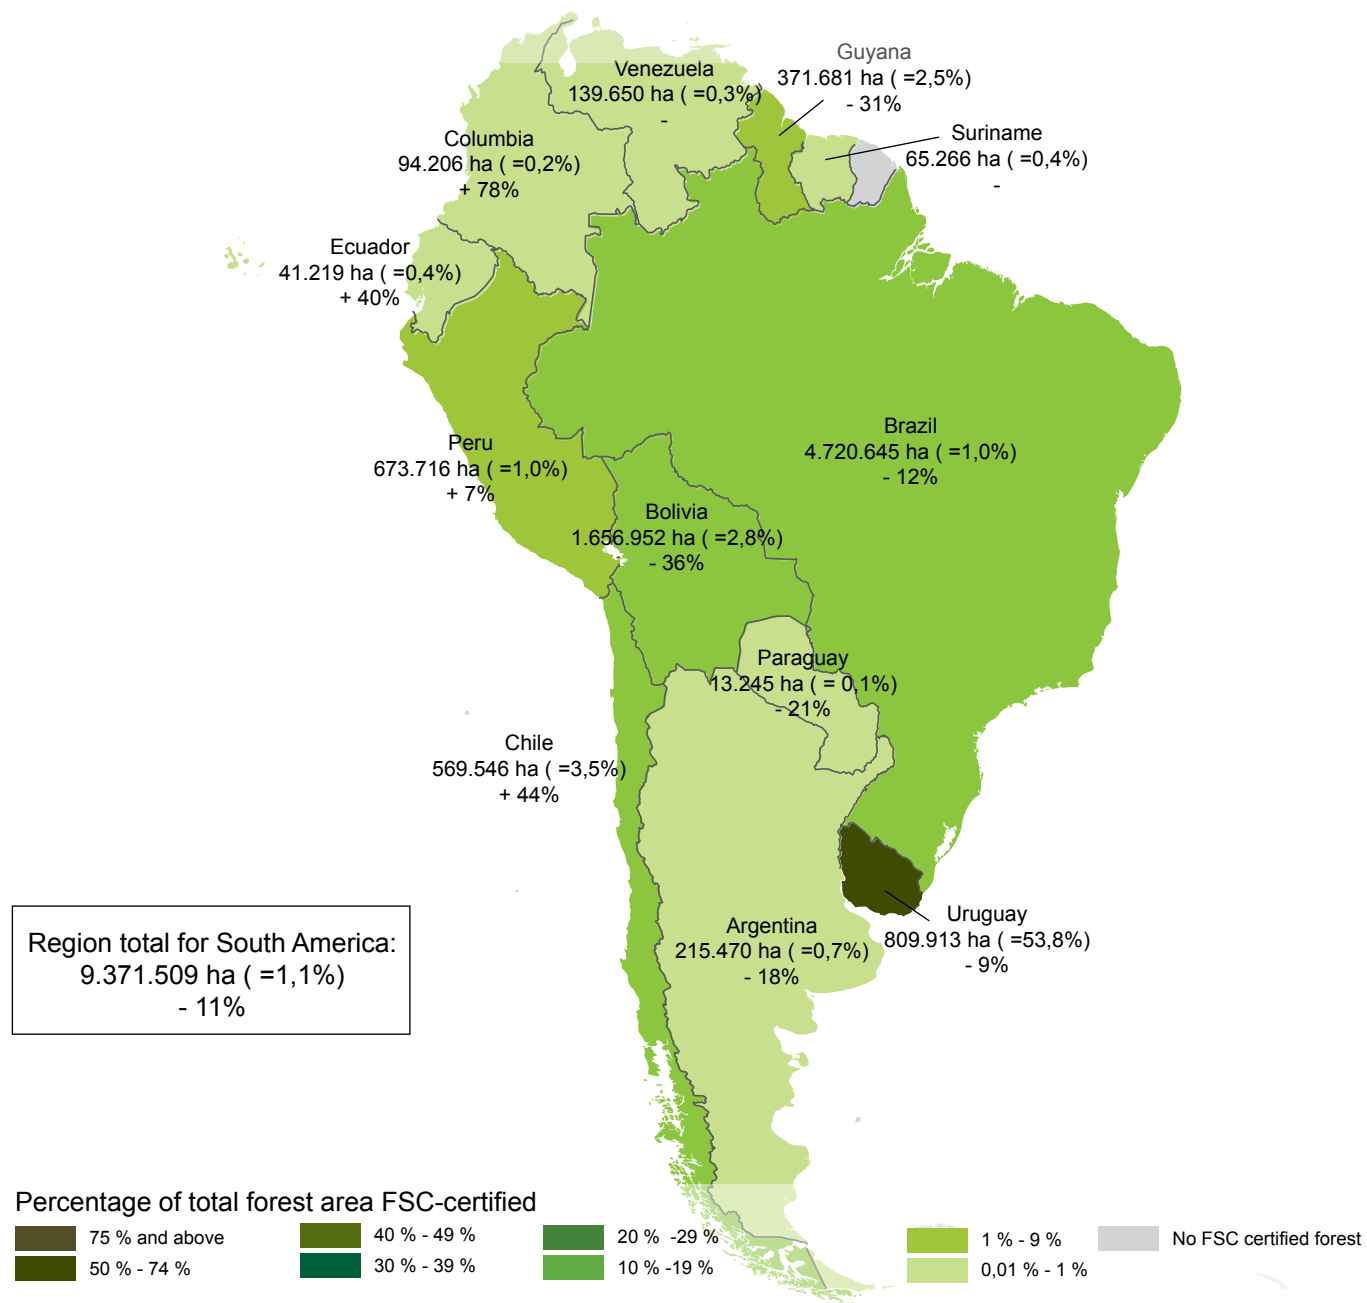 Guyana
371.681 ha ( =2,5%)
- 31%
Venezuela
139.650 ha ( =0,3%)
-
Suriname
65.266 ha ( =0,4%)
-
Columbia
94.206 ha ( =0,2%)
+ 78%
Ecuador
41.219 ha ( =0,4%)
+ 40%
Brazil
4.720.645 ha ( =1,0%)
- 12%
Peru
673.716 ha ( =1,0%)
+ 7%
Bolivia
1.656.952 ha ( =2,8%)
- 36%
Paraguay
13.245 ha ( = 0,1%)
- 21%
Chile
569.546 ha ( =3,5%)
+ 44%
Uruguay
809.913 ha ( =53,8%)
- 9%
Argentina
215.470 ha ( =0,7%)
- 18%
Region total for South America:
9.371.509 ha ( =1,1%)
- 11%
Percentage of total forest area FSC-certified
75 % and above
50 % - 74 %
40 % - 49 %
30 % - 39 %
20 % -29 %
10 % -19 %
1 % - 9 %
0,01 % - 1 %
No FSC certified forest